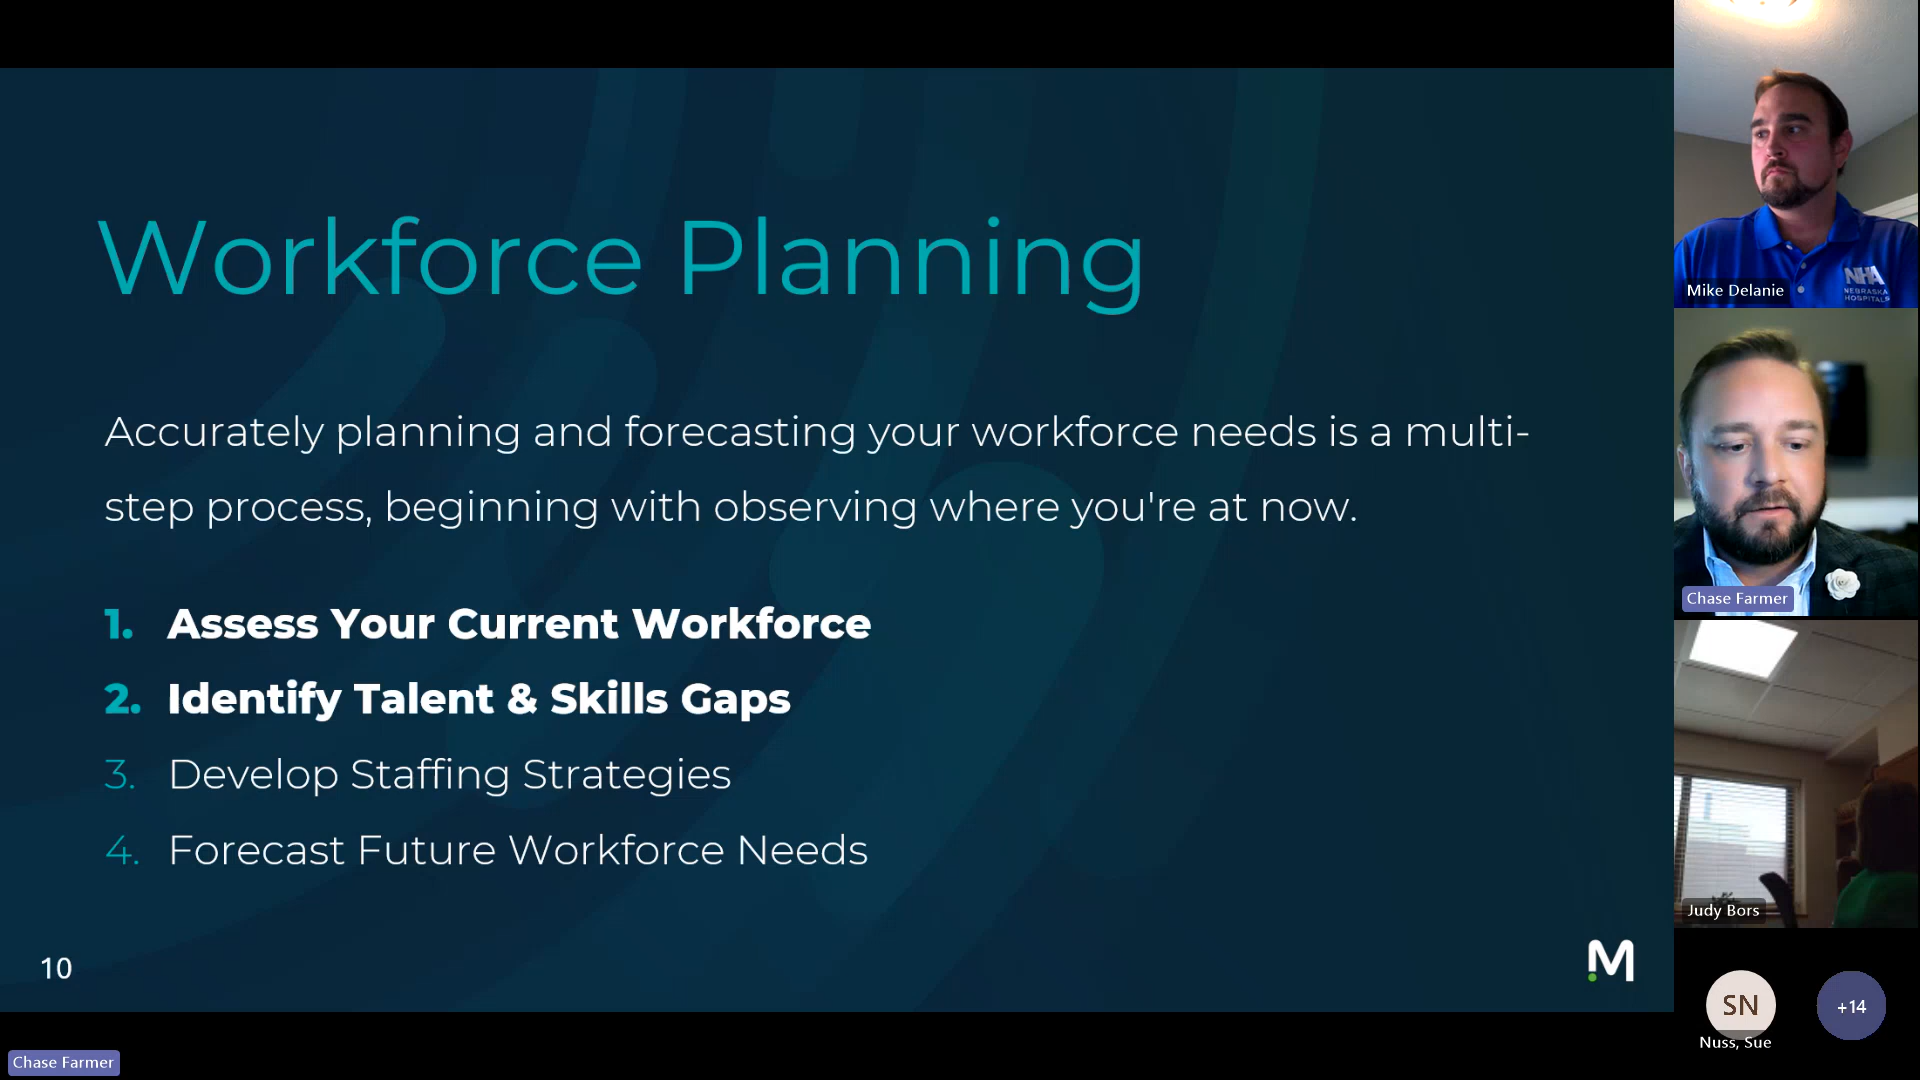 Workforce Planning
Accurately planning and forecasting your workforce needs is a multi-
step process, beginning with observing where you're at now.
1. Assess Your Current Workforce
2. Identify Talent & Skills Gaps
3. Develop Staffing Strategies
4. Forecast Future Workforce Needs
10
M
Chase Farmer
NHA
NEBRASKA
HOSPITALS
Mike Delanie
Chase Farmer
Judy Bors
SN
Nuss, Sue
+14